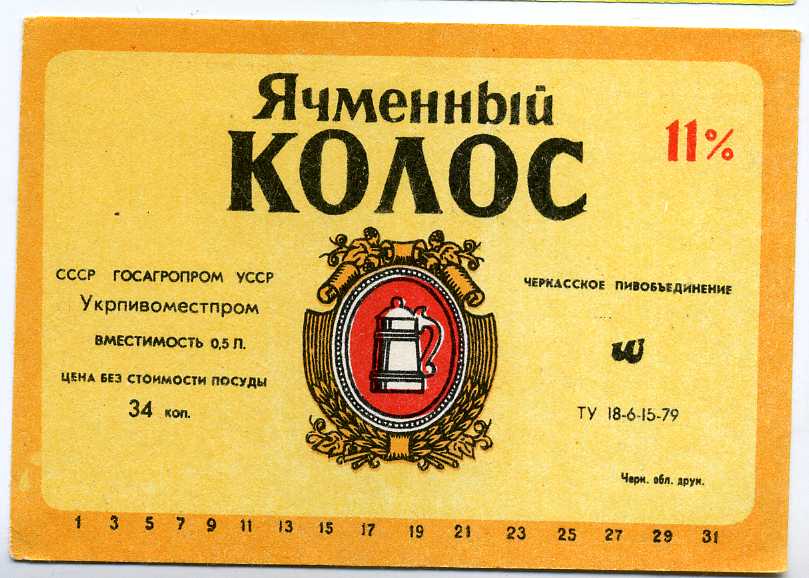 Ячменный
КОЛОС
11%
СССР ГОСАГРОПРОМ УССР
Укрпивоместпром
ВМЕСТИМОСТЬ 0,5 Л.
ЦЕНА БЕЗ СТОИМОСТИ ПОСУДЫ
34 коп.
ЧЕРКАССКОЕ ПИВОБЪЕДИНЕНИЕ
ТУ 18-6-15-79
Черк. обл. друк.
1 3 5 7 9 11 13 15 17 19 21 23 25 27 29 31